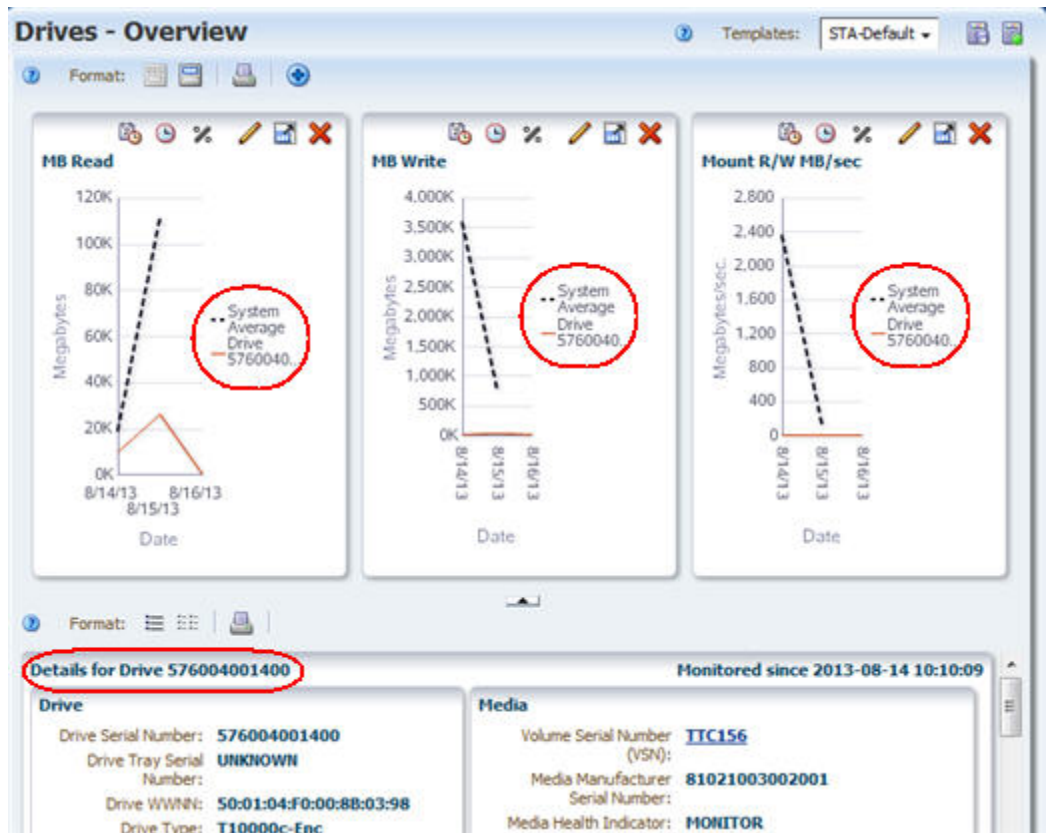 Drives - Overview
Templates: STA-Default
Format:
MB Read
120K
100K
80K
60K
40K
20K
0K
Megabytes
8/14/13
8/15/13
8/16/13
Date
System
Average
Drive
5760040...
MB Write
4,000K
3,500K
3,000K
2,500K
2,000K
1,500K
1,000K
500K
0K
Megabytes
8/14/13
8/15/13
8/16/13
Date
System
Average
Drive
5760040...
Mount R/W MB/sec
2,800
2,400
2,000
1,600
1,200
800
400
0
Megabytes/sec.
8/14/13
8/15/13
8/16/13
Date
System
Average
Drive
5760040...
Format:
Details for Drive 576004001400
Monitored since 2013-08-14 10:10:09
Drive
Drive Serial Number: 576004001400
Drive Tray Serial Number: UNKNOWN
Drive WWNN: 50:01:04:F0:00:8B:03:98
Drive Type: T10000c-Enc
Media
Volume Serial Number (VSN): TTC156
Media Manufacturer Serial Number: 81021003002001
Media Health Indicator: MONITOR